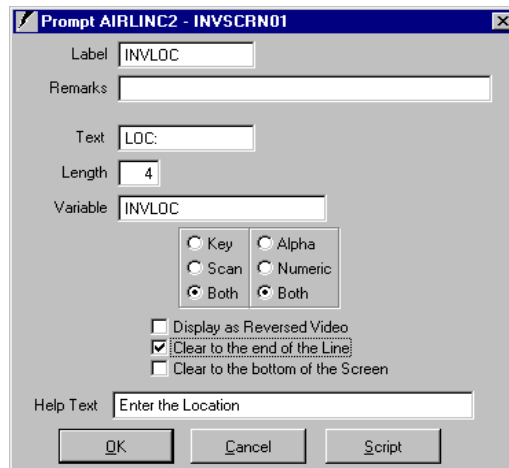 Prompt AIRLINC2 - INVSCRN01
Label INVLOC
Remarks
Text LOC:
Length 4
Variable INVLOC
Key Alpha
Scan Numeric
Both Both
Display as Reversed Video
Clear to the end of the Line
Clear to the bottom of the Screen
Help Text Enter the Location
OK Cancel Script